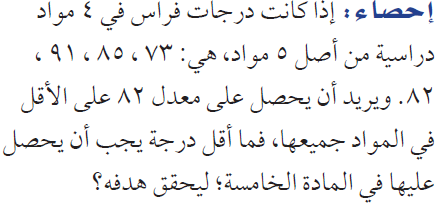 إحصاء: إذا كانت درجات فراس في ٤ مواد
دراسية من أصل ٥ مواد، هي: ٧٣ ، ٨٥ ، ٩١ ،
٨٢. ويريد أن يحصل على معدل ٨٢ على الأقل
في المواد جميعها، فما أقل درجة يجب أن يحصل
عليها في المادة الخامسة؛ ليحقق هدفه؟